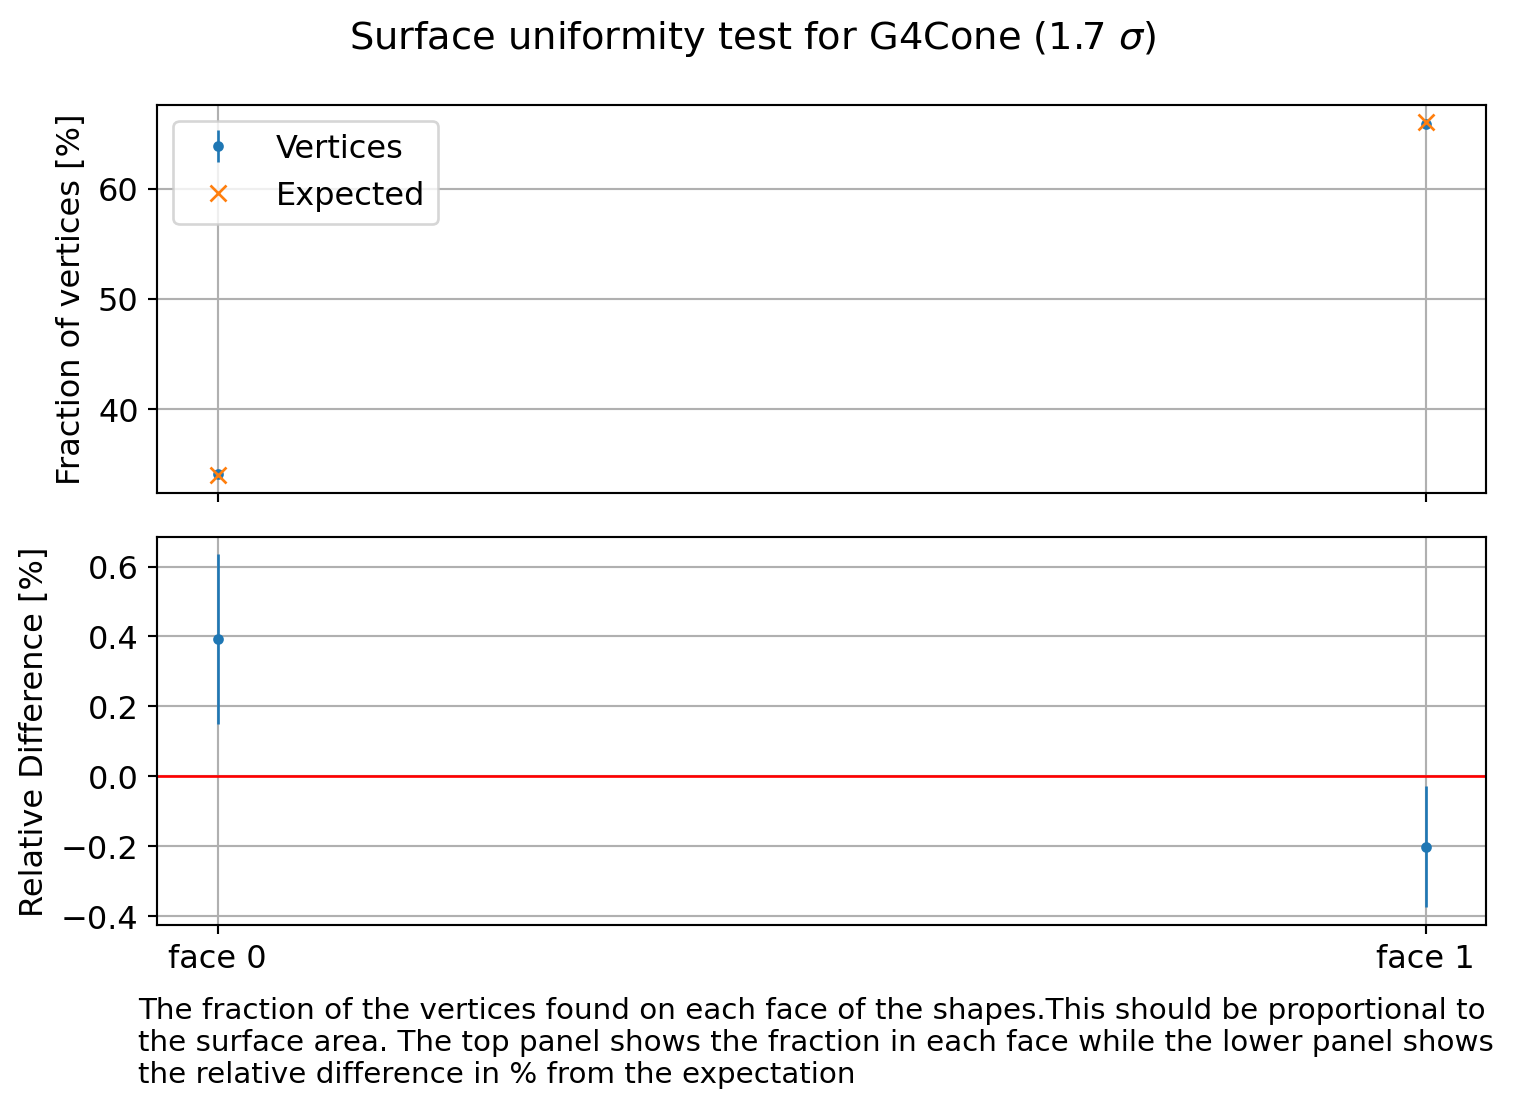 Surface uniformity test for G4Cone (1.7 σ)
Fraction of vertices [%]
60
50
40
Vertices
Expected
Relative Difference [%]
0.6
0.4
0.2
0.0
−0.2
−0.4
face 0
face 1
The fraction of the vertices found on each face of the shapes.This should be proportional to
the surface area. The top panel shows the fraction in each face while the lower panel shows
the relative difference in % from the expectation